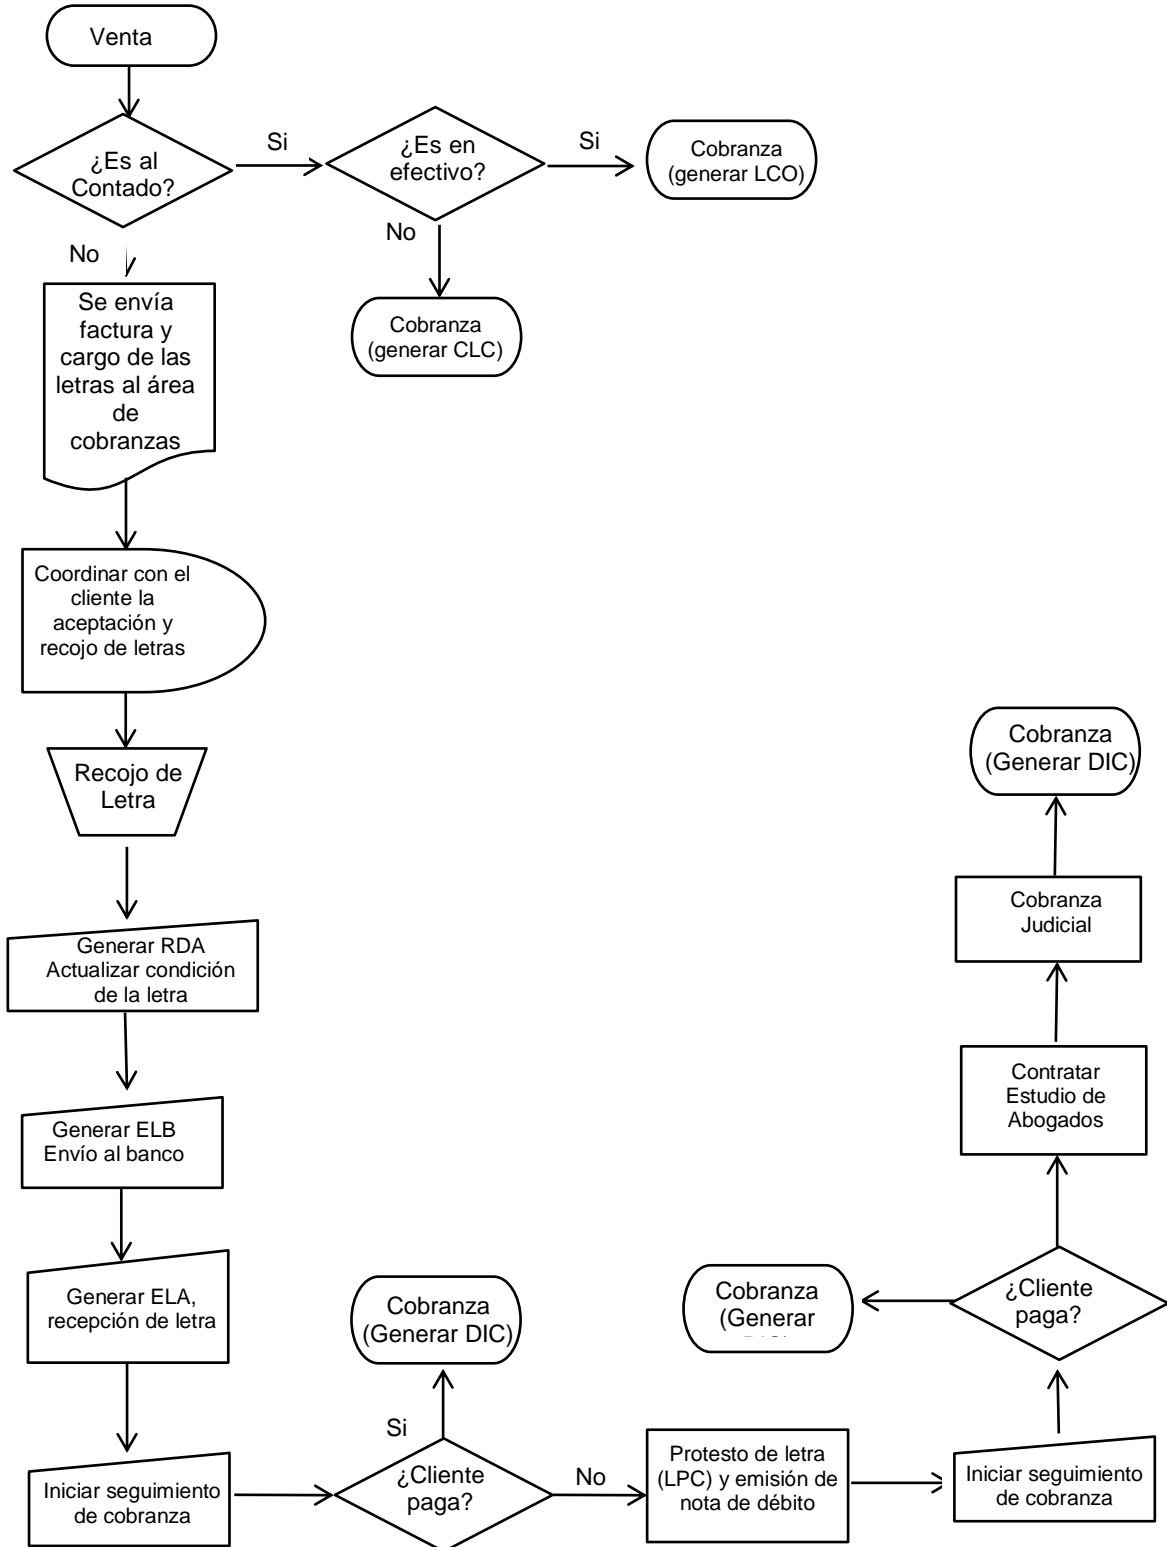 Venta
¿Es al
Contado?
Si
¿Es en
efectivo?
Si
Cobranza
(generar LCO)
No
No
Cobranza
(generar CLC)
Se envía
factura y
cargo de las
letras al área
de
cobranzas
Coordinar con el
cliente la
aceptación y
recojo de letras
Recojo de
Letra
Generar RDA
Actualizar condición
de la letra
Generar ELB
Envío al banco
Generar ELA,
recepción de letra
Iniciar seguimiento
de cobranza
¿Cliente
paga?
Si
Cobranza
(Generar DIC)
No
Protesto de letra
(LPC) y emisión de
nota de débito
Iniciar seguimiento
de cobranza
¿Cliente
paga?
Cobranza
(Generar
Contratar
Estudio de
Abogados
Cobranza
Judicial
Cobranza
(Generar DIC)